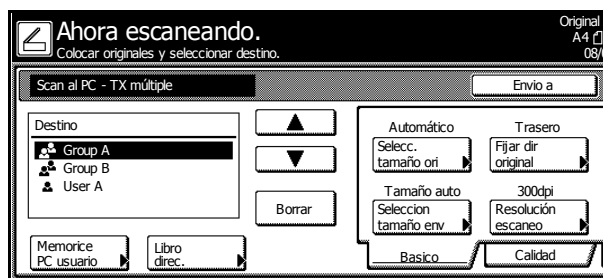 Ahora escaneando.
Colocar originales y seleccionar destino.
Original
A4
08/
Scan al PC - TX múltiple
Envio a
Destino
Group A
Group B
User A
Borrar
Memorice
PC usuario
Libro
direc.
Automático
Selecc.
tamaño ori
Trasero
Fijar dir
original
Tamaño auto
Seleccion
tamaño env
300dpi
Resolución
escaneo
Basico
Calidad